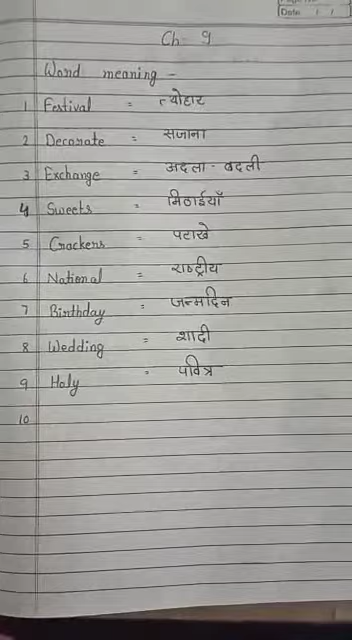 Date / /
Ch - 9
Word meaning -
1 Festival = त्योहार
2 Decorate = सजाना
3 Exchange = अदला - बदली
4 Sweets = मिठाईयाँ
5 Crackers = पटाखे
6 National = राष्ट्रीय
7 Birthday = जन्मदिन
8 Wedding = शादी
9 Holy = पवित्र
10